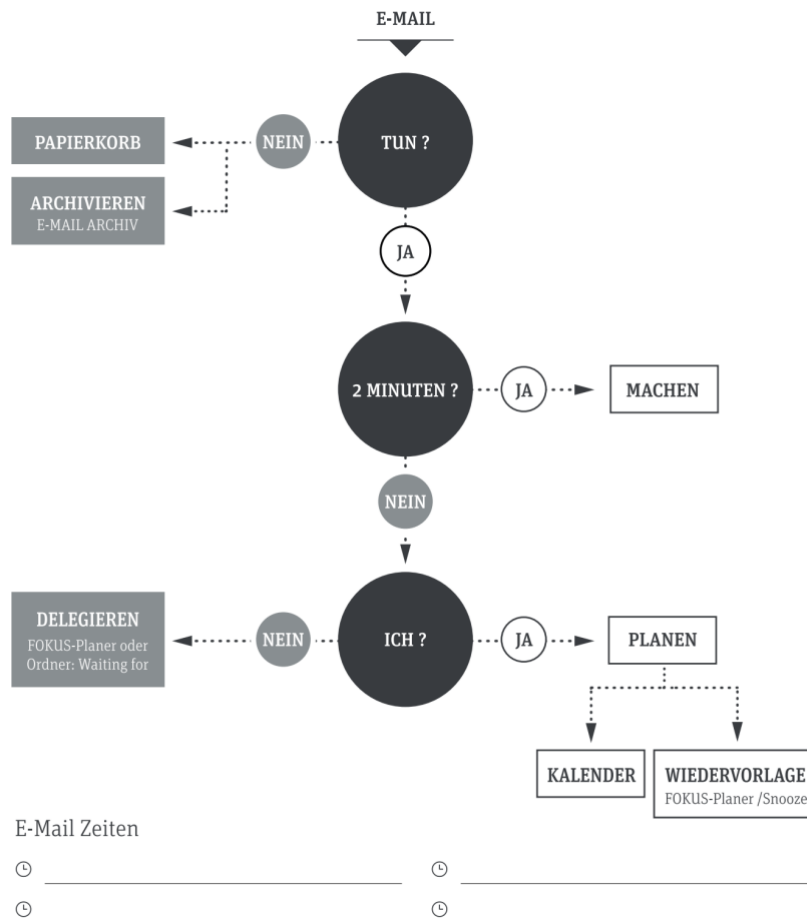 E-MAIL
TUN ?
NEIN
PAPIERKORB
ARCHIVIEREN
E-MAIL ARCHIV
JA
2 MINUTEN ?
JA
MACHEN
NEIN
ICH ?
NEIN
DELEGIEREN
FOKUS-Planer oder
Ordner: Waiting for
JA
PLANEN
KALENDER
WIEDERVORLAGE
FOKUS-Planer /Snooze
E-Mail Zeiten